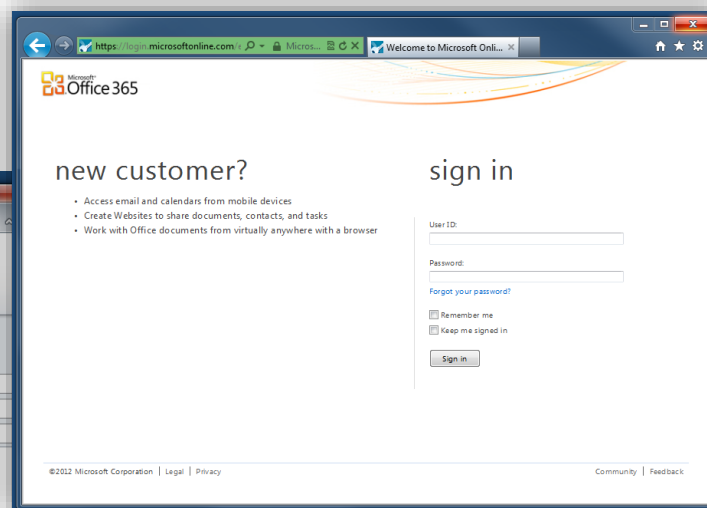 https://login.microsoftonline.com/
Micros...
Welcome to Microsoft Onli...
Microsoft
Office 365
new customer?
• Access email and calendars from mobile devices
• Create Websites to share documents, contacts, and tasks
• Work with Office documents from virtually anywhere with a browser
sign in
User ID:
Password:
Forgot your password?
Remember me
Keep me signed in
Sign in
©2012 Microsoft Corporation | Legal | Privacy
Community | Feedback